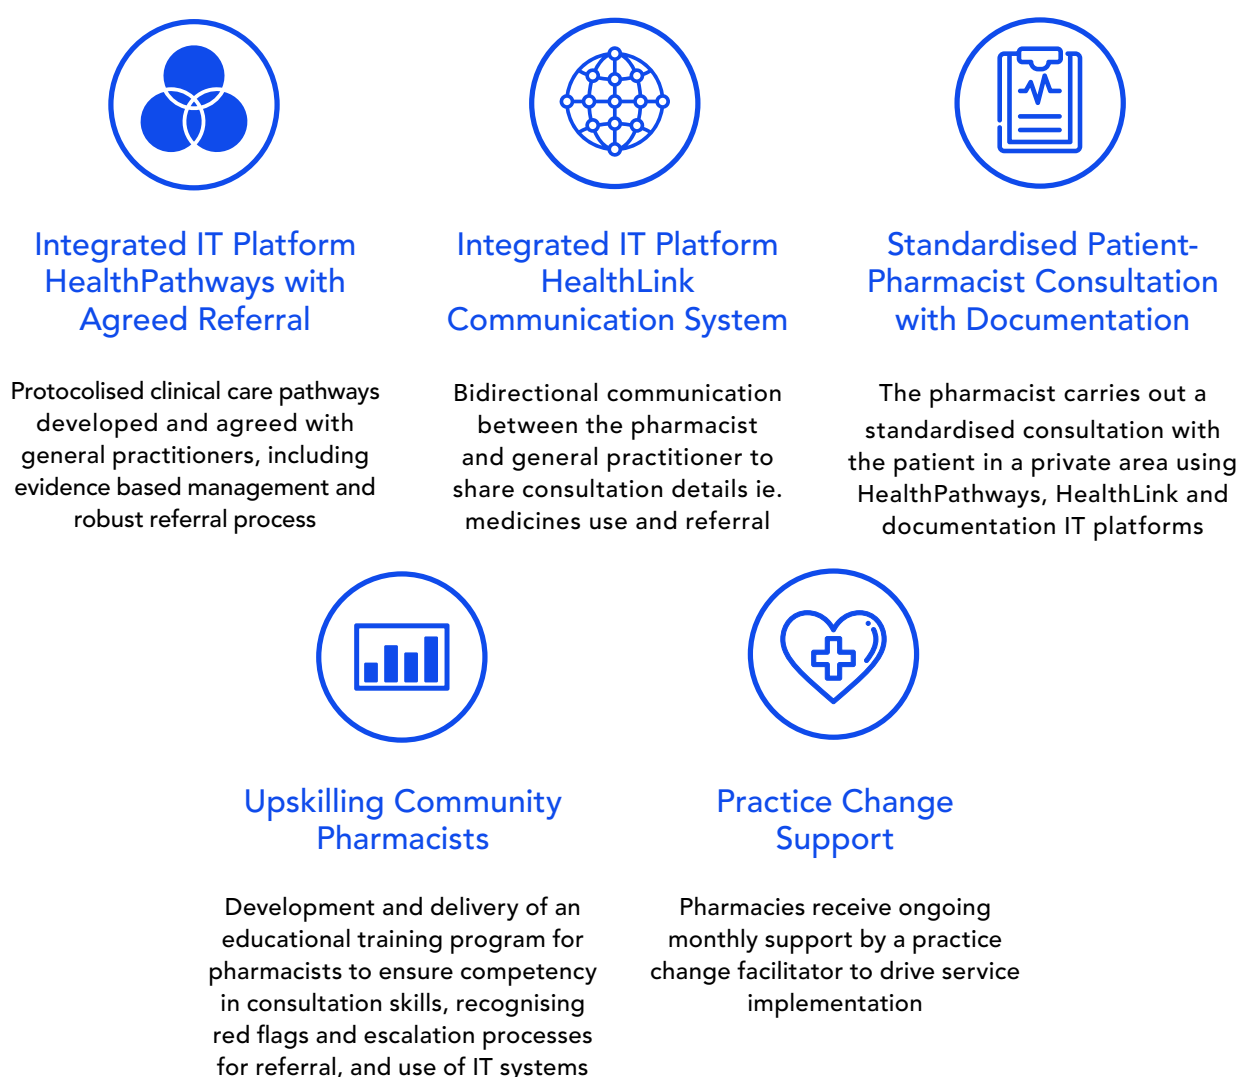 Integrated IT Platform
HealthPathways with
Agreed Referral
Protocolised clinical care pathways
developed and agreed with
general practitioners, including
evidence based management and
robust referral process
Integrated IT Platform
HealthLink
Communication System
Bidirectional communication
between the pharmacist
and general practitioner to
share consultation details ie.
medicines use and referral
Standardised Patient-
Pharmacist Consultation
with Documentation
The pharmacist carries out a
standardised consultation with
the patient in a private area using
HealthPathways, HealthLink and
documentation IT platforms
Upskilling Community
Pharmacists
Development and delivery of an
educational training program for
pharmacists to ensure competency
in consultation skills, recognising
red flags and escalation processes
for referral, and use of IT systems
Practice Change
Support
Pharmacies receive ongoing
monthly support by a practice
change facilitator to drive service
implementation